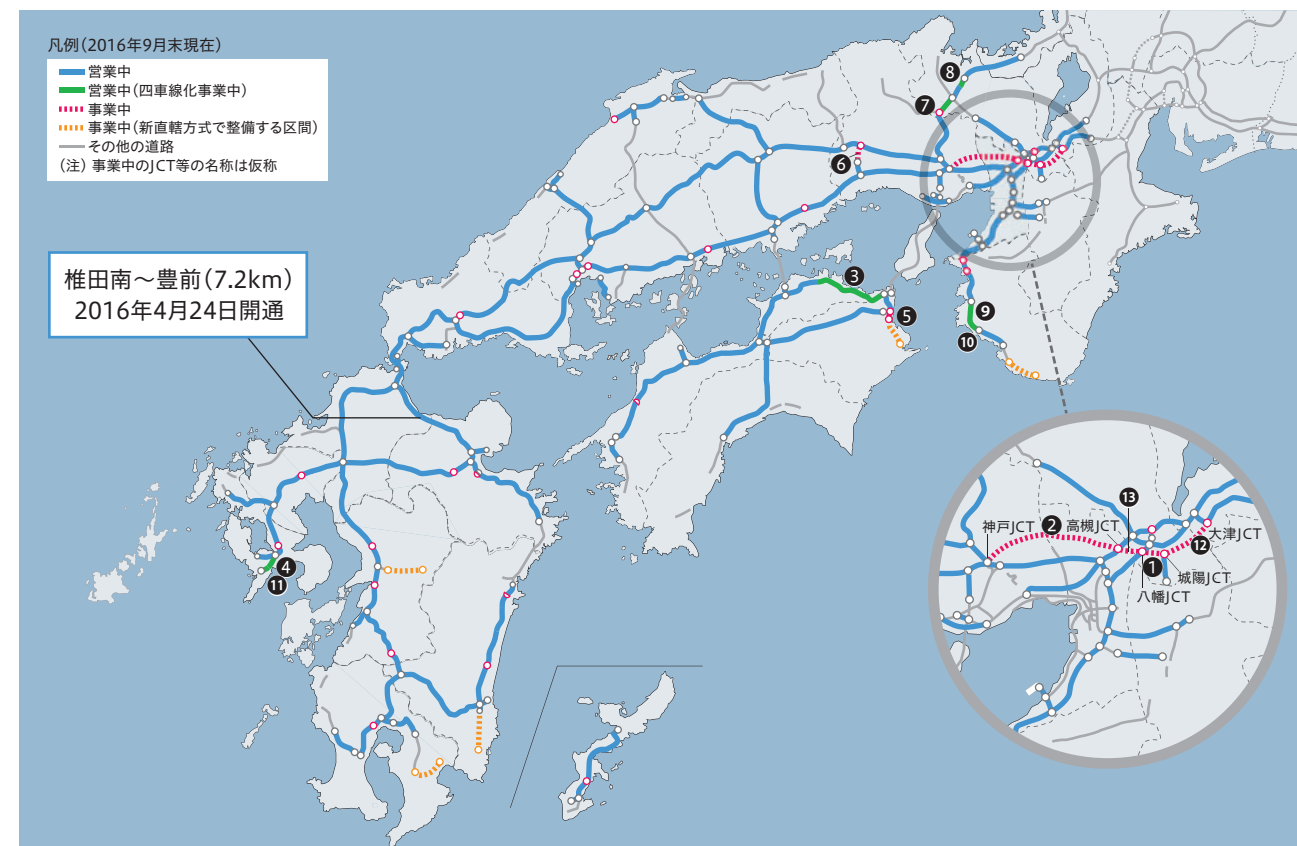 凡例(2016年9月末現在)
営業中
営業中(四車線化事業中)
事業中
事業中(新直轄方式で整備する区間)
その他の道路
(注) 事業中のJCT等の名称は仮称
椎田南～豊前(7.2km)
2016年4月24日開通
8
7
6
3
5
9
10
4
11
13
神戸JCT
2
高槻JCT
12
大津JCT
1
城陽JCT
八幡JCT